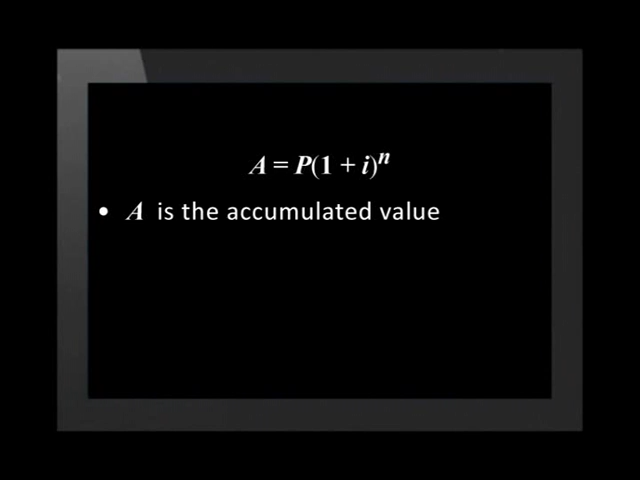 A = P(1 + i)ⁿ
• A is the accumulated value